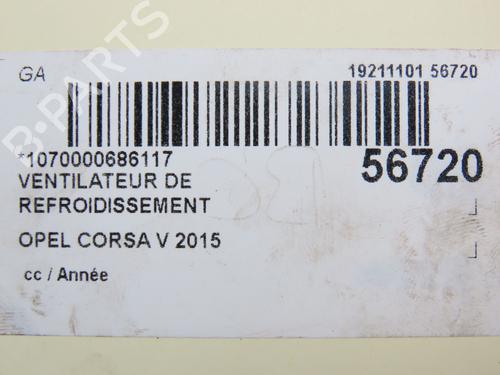 GA
19211101 56720
*1070000686117
56720
VENTILATEUR DE
REFROIDISSEMENT
OPEL CORSA V 2015
cc / Année
B-PARTS